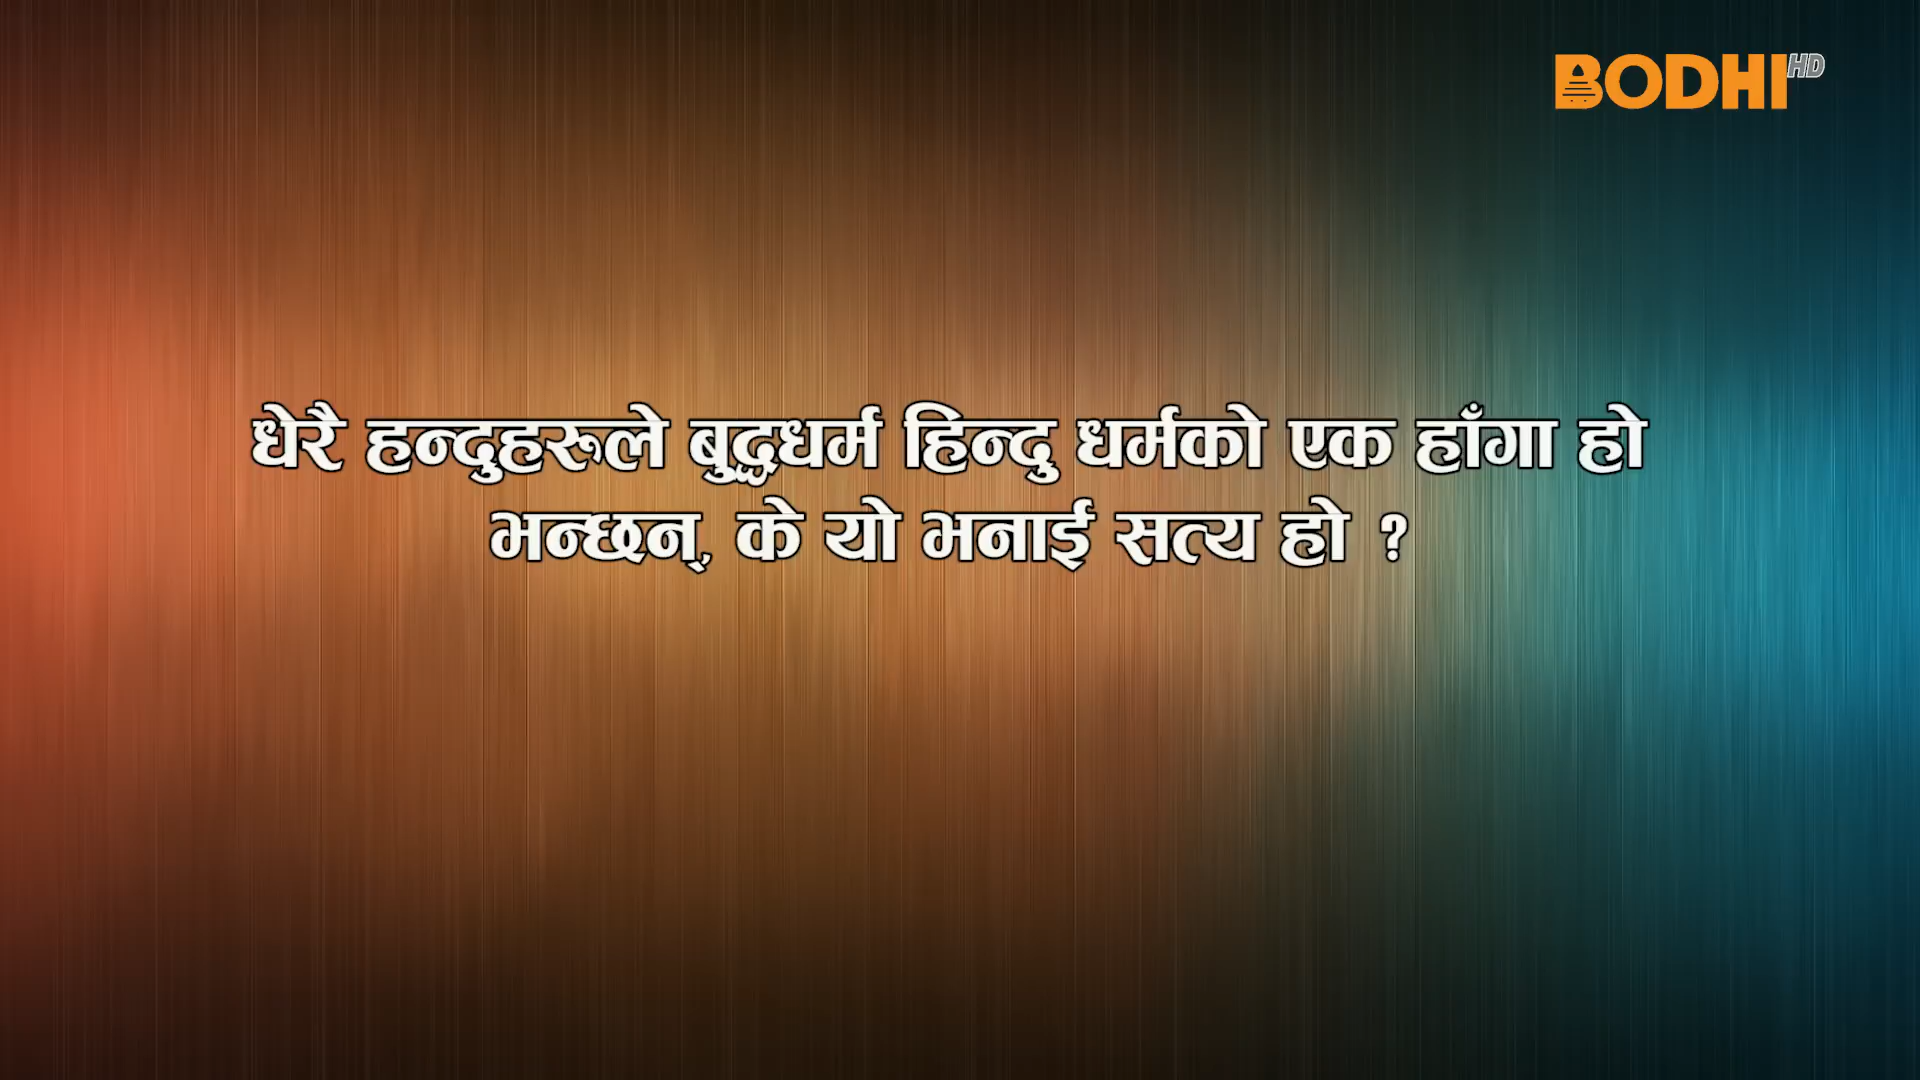 BODHI HD
धेरै हन्दुहरुले बुद्धधर्म हिन्दु धर्मको एक हाँगा हो
भन्छन्, के यो भनाई सत्य हो ?